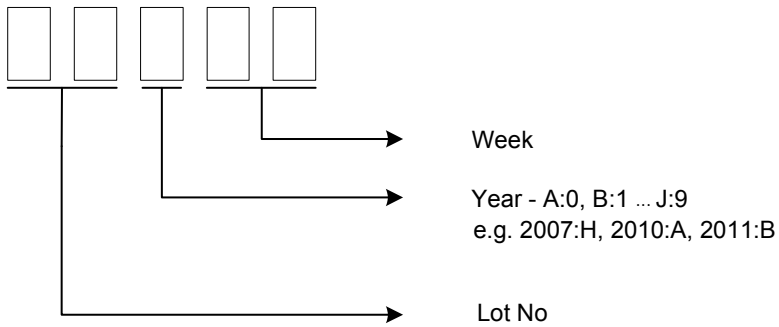 Week
Year - A:0, B:1 ... J:9
e.g. 2007:H, 2010:A, 2011:B
Lot No